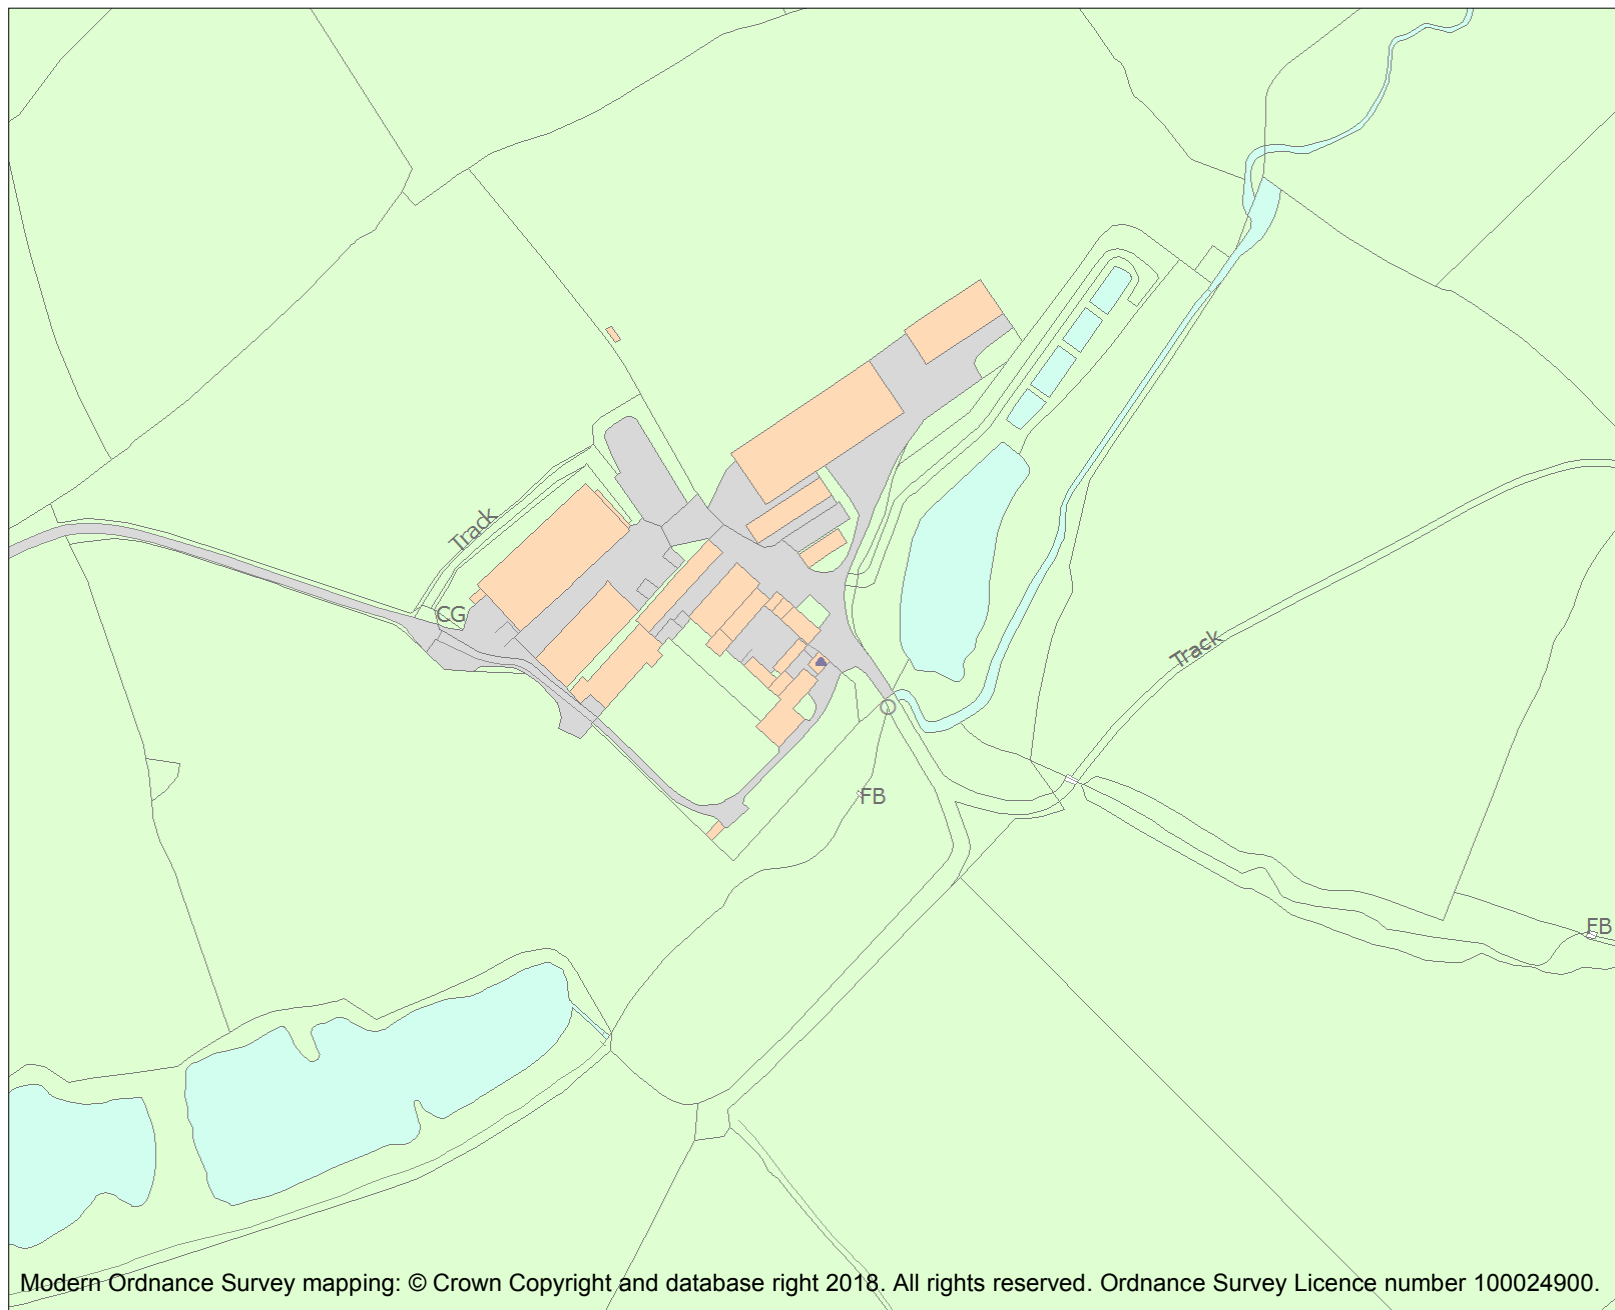 Track
CG
Track
FB
FB
Modern Ordnance Survey mapping: © Crown Copyright and database right 2018. All rights reserved. Ordnance Survey Licence number 100024900.